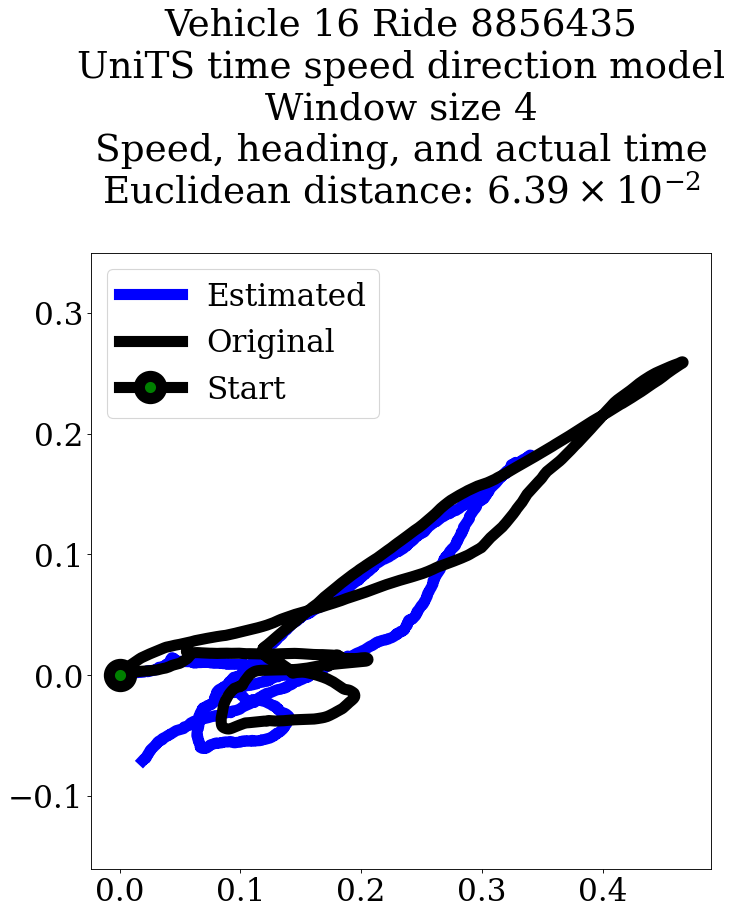 Vehicle 16 Ride 8856435
UniTS time speed direction model
Window size 4
Speed, heading, and actual time
Euclidean distance: 6.39 × 10⁻²
Estimated
Original
Start
0.3
0.2
0.1
0.0
−0.1
0.0 0.1 0.2 0.3 0.4